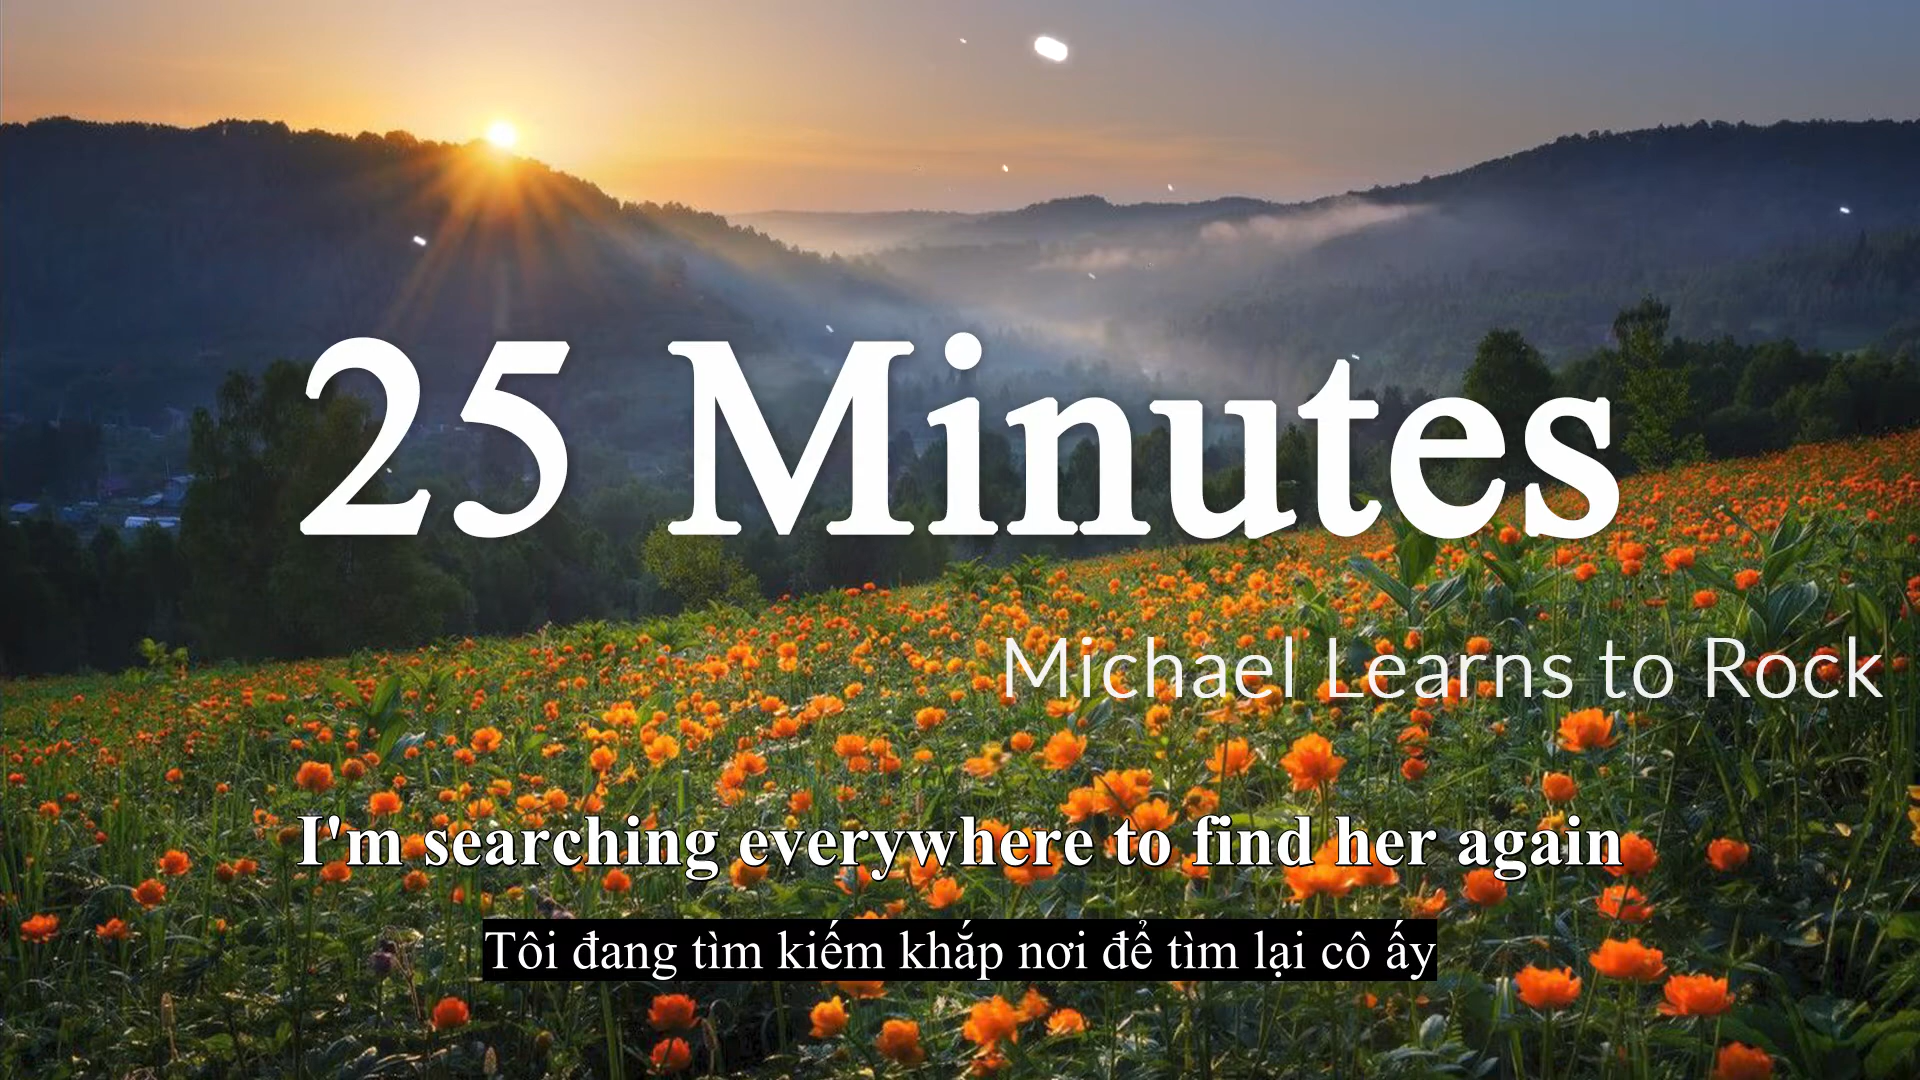 25 Minutes
Michael Learns to Rock
I'm searching everywhere to find her again
Tôi đang tìm kiếm khắp nơi để tìm lại cô ấy